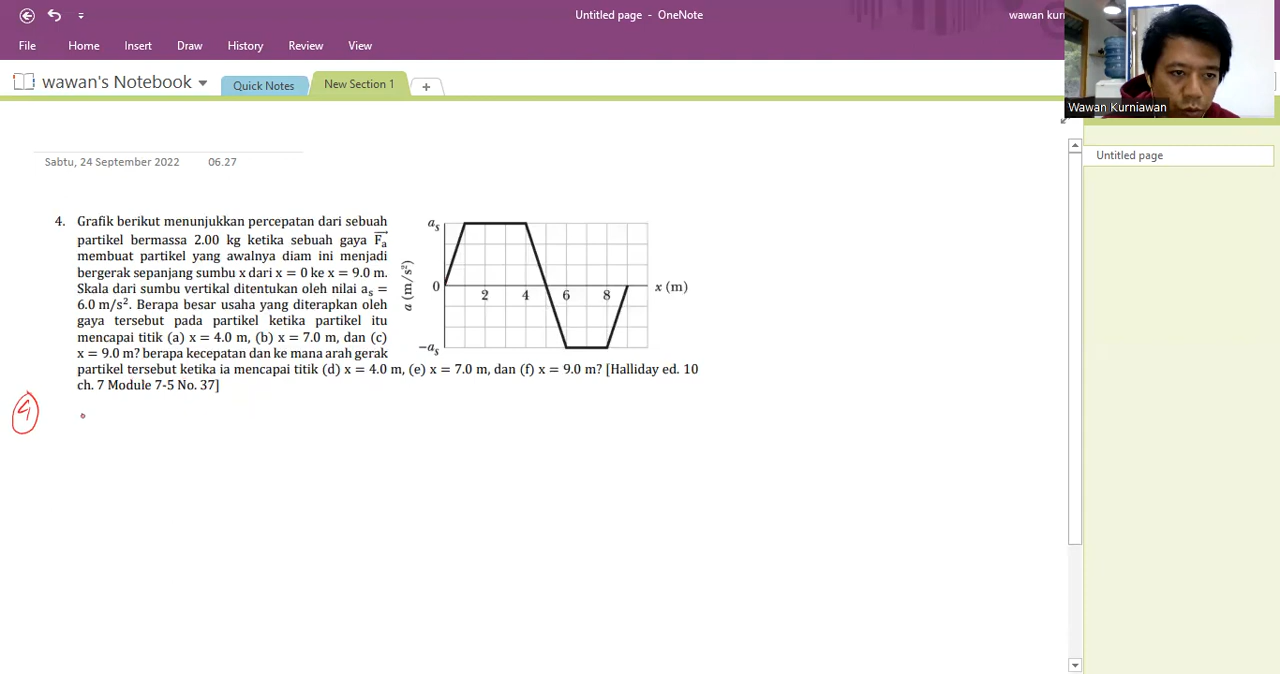 Untitled page - OneNote
wawan kurn
File Home Insert Draw History Review View
Wawan Kurniawan
wawan's Notebook
Quick Notes
New Section 1
+
Untitled page
Sabtu, 24 September 2022 06.27
4. Grafik berikut menunjukkan percepatan dari sebuah
partikel bermassa 2.00 kg ketika sebuah gaya F⃗ₐ
membuat partikel yang awalnya diam ini menjadi
bergerak sepanjang sumbu x dari x = 0 ke x = 9.0 m.
Skala dari sumbu vertikal ditentukan oleh nilai aₛ =
6.0 m/s². Berapa besar usaha yang diterapkan oleh
gaya tersebut pada partikel ketika partikel itu
mencapai titik (a) x = 4.0 m, (b) x = 7.0 m, dan (c)
x = 9.0 m? berapa kecepatan dan ke mana arah gerak
partikel tersebut ketika ia mencapai titik (d) x = 4.0 m, (e) x = 7.0 m, dan (f) x = 9.0 m? [Halliday ed. 10
ch. 7 Module 7-5 No. 37]
aₛ
a (m/s²)
0
2 4 6 8
x (m)
−aₛ
4